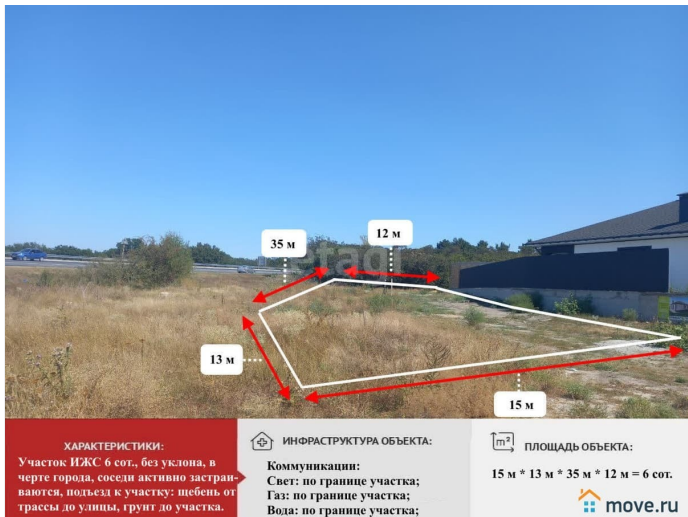 35 м
12 м
etagi
13 м
15 м
ХАРАКТЕРИСТИКИ:
Участок ИЖС 6 сот., без уклона, в
черте города, соседи активно застраи-
ваются, подъезд к участку: щебень от
трассы до улицы, грунт до участка.
ИНФРАСТРУКТУРА ОБЪЕКТА:
Коммуникации:
Свет: по границе участка;
Газ: по границе участка;
Вода: по границе участка;
m²
ПЛОЩАДЬ ОБЪЕКТА:
15 м * 13 м * 35 м * 12 м = 6 сот.
move.ru